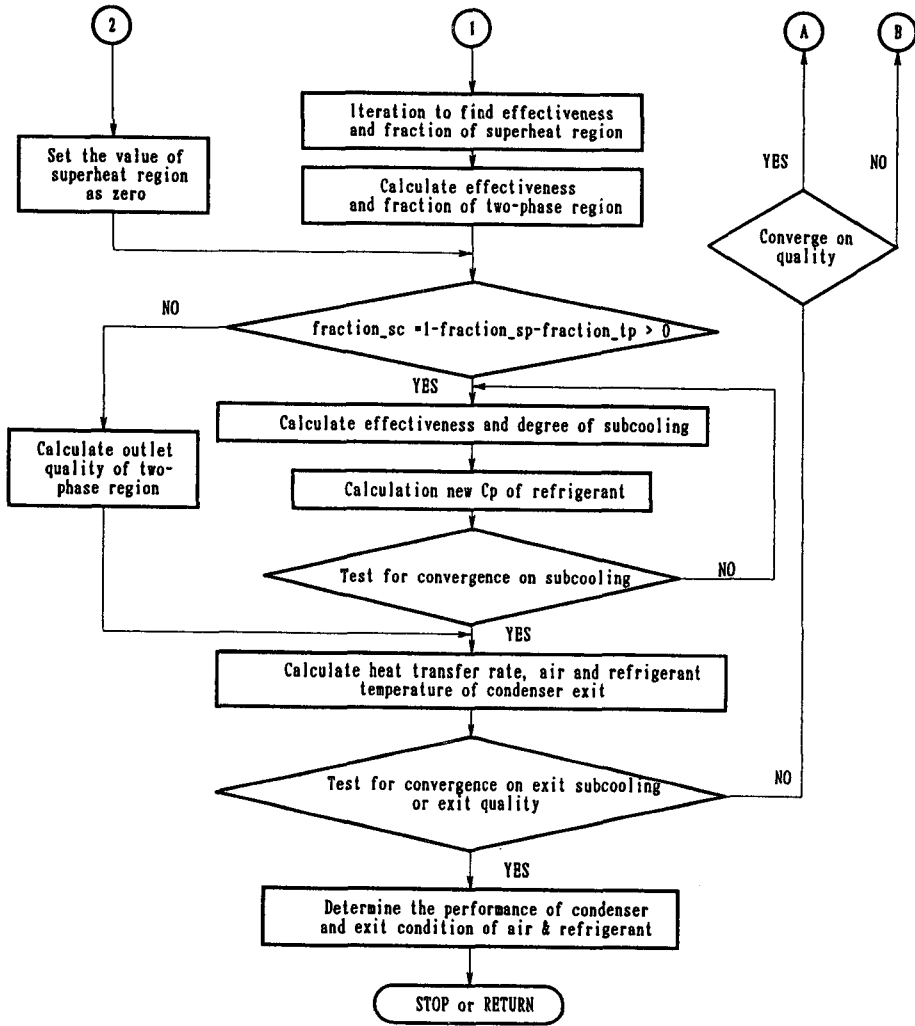 2
1
A
B
Iteration to find effectiveness
and fraction of superheat region
Set the value of
superheat region
as zero
Calculate effectiveness
and fraction of two-phase region
YES
NO
Converge on
quality
NO
fraction_sc =1-fraction_sp-fraction_tp > 0
YES
Calculate effectiveness and degree of subcooling
Calculate outlet
quality of two-
phase region
Calculation new Cp of refrigerant
Test for convergence on subcooling
NO
YES
Calculate heat transfer rate, air and refrigerant
temperature of condenser exit
Test for convergence on exit subcooling
or exit quality
NO
YES
Determine the performance of condenser
and exit condition of air & refrigerant
STOP or RETURN